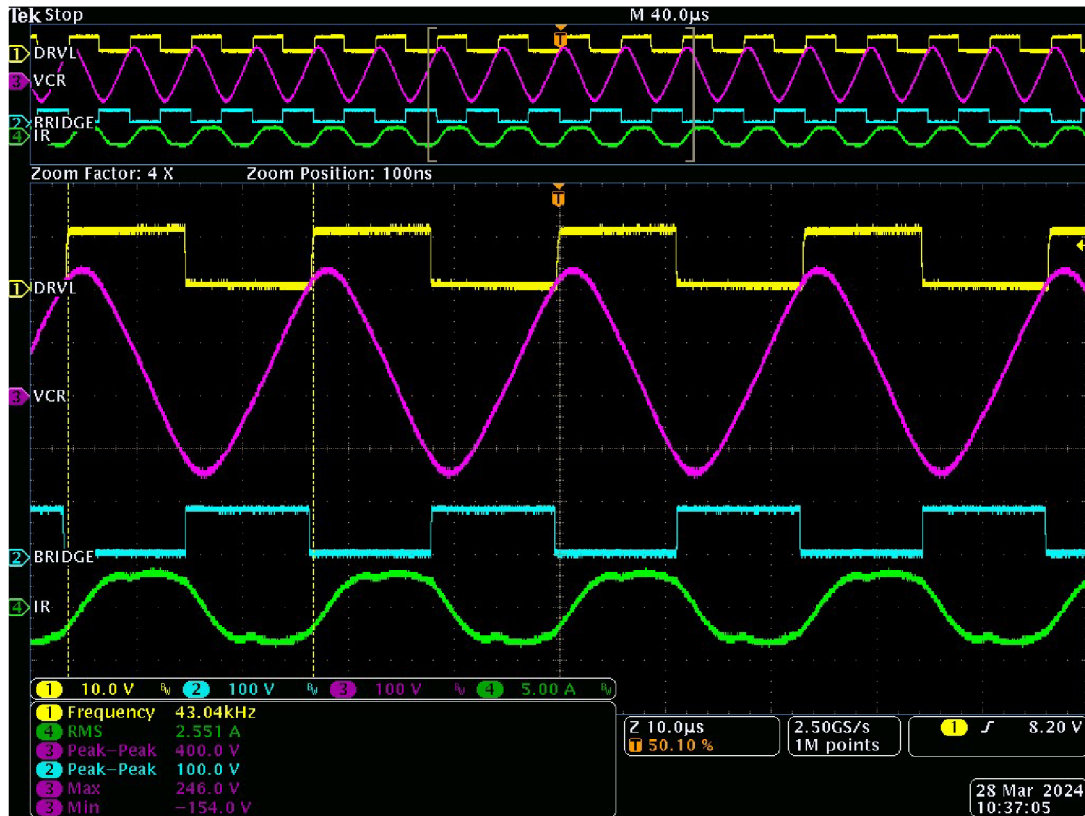 Tek Stop M 40.0µs
T
1 DRVL
3 VCR
2 BRIDGE
4 IR
Zoom Factor: 4 X Zoom Position: 100ns
T
1 DRVL
3 VCR
2 BRIDGE
4 IR
1 10.0 V BW 2 100 V BW 3 100 V BW 4 5.00 A BW
1 Frequency 43.04kHz
4 RMS 2.551 A
3 Peak-Peak 400.0 V
2 Peak-Peak 100.0 V
3 Max 246.0 V
3 Min -154.0 V
Z 10.0µs
T 50.10 %
2.50GS/s
1M points
1 8.20 V
28 Mar 2024
10:37:05